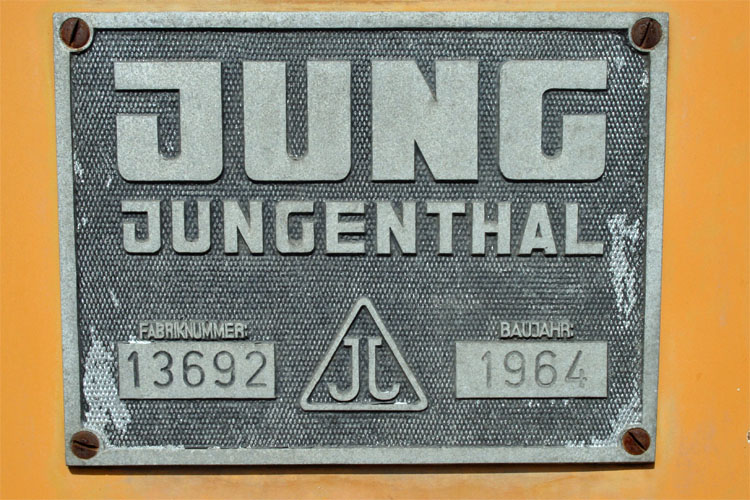 JUNG
JUNGENTHAL
FABRIKNUMMER: BAUJAHR:
13692 JJ 1964